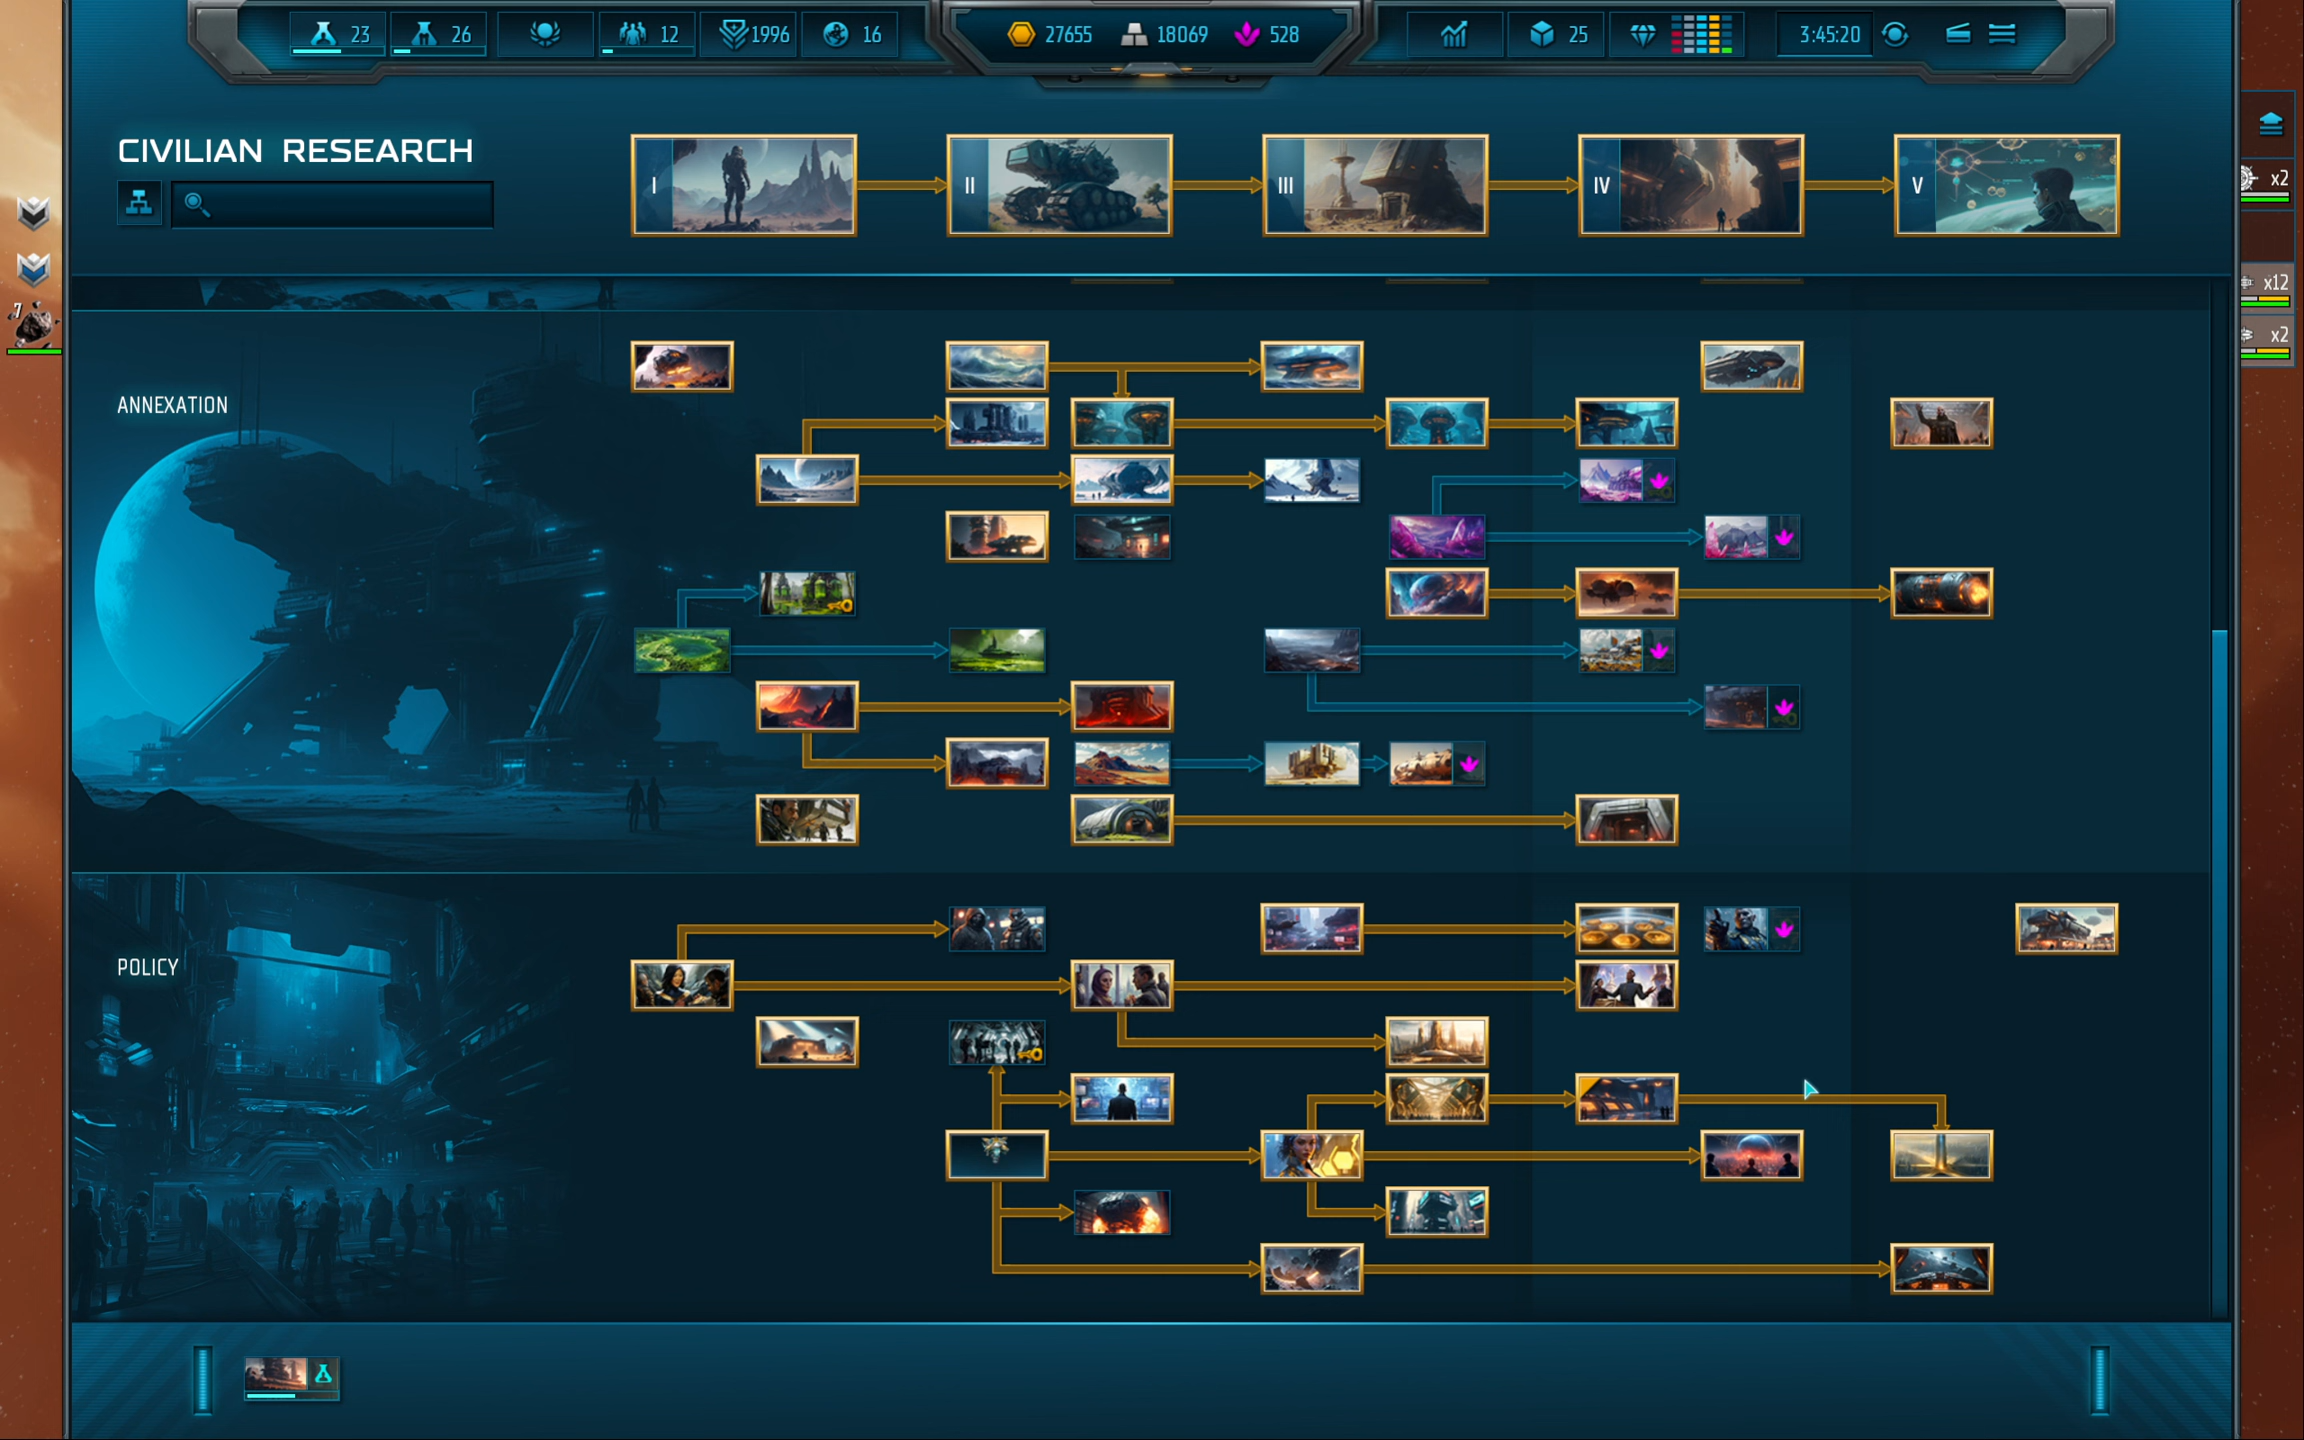 23 26 12 1996 16 27655 18069 528 25 3:45:20
CIVILIAN RESEARCH
I II III IV V
x2
x12
7
x2
ANNEXATION
POLICY